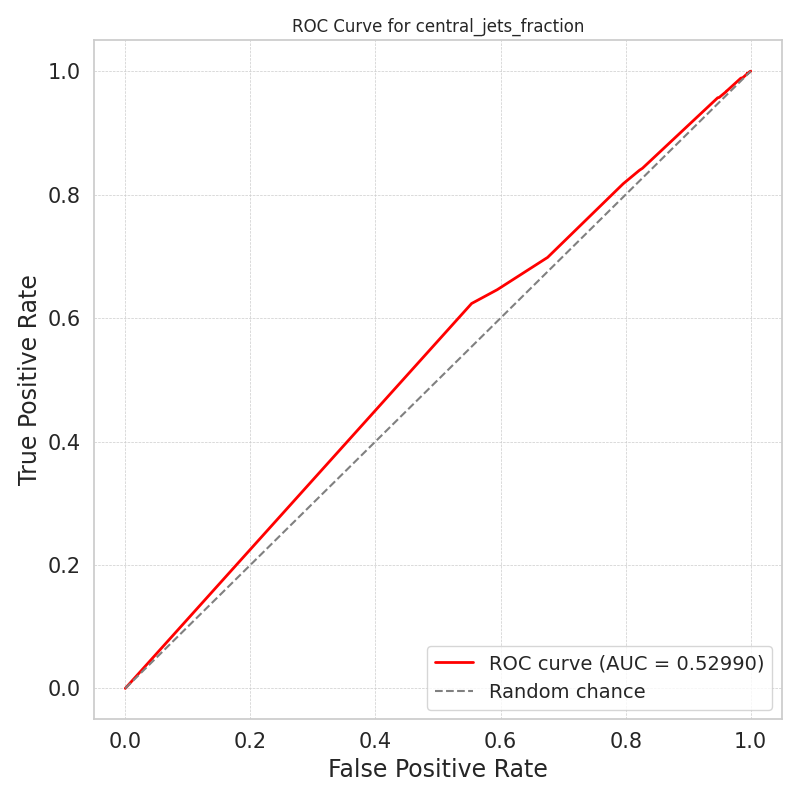 ROC Curve for central_jets_fraction
True Positive Rate
1.0
0.8
0.6
0.4
0.2
0.0
ROC curve (AUC = 0.52990)
Random chance
0.0 0.2 0.4 0.6 0.8 1.0
False Positive Rate